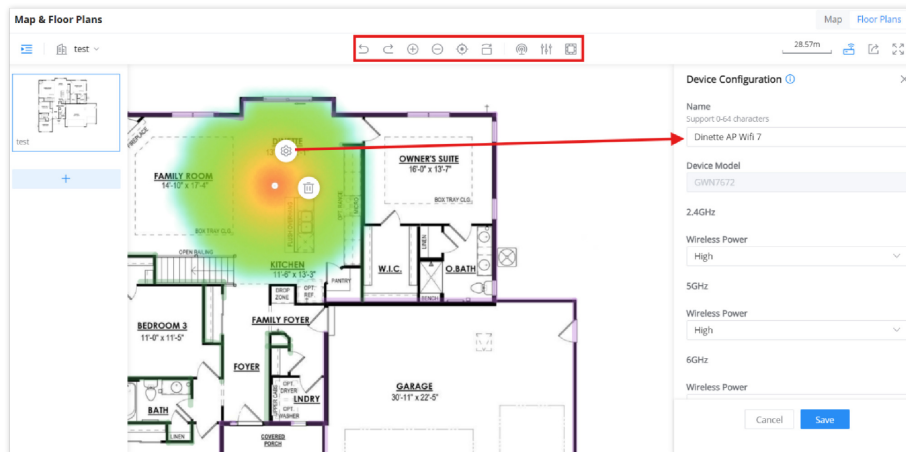 Map & Floor Plans
Map
Floor Plans
test
28.57m
test
+
Device Configuration
Name
Support 0-64 characters
Dinette AP Wifi 7
Device Model
GWN7672
2.4GHz
Wireless Power
High
5GHz
Wireless Power
High
6GHz
Wireless Power
Cancel
Save
FIREPLACE
FAMILY ROOM
14'-10" x 17'-4"
BOX TRAY CLG.
OPEN RAILING
OWNER'S SUITE
16'-0" x 13'-7"
BOX TRAY CLG.
KITCHEN
11'-6" x 13'-3"
PANTRY
DROP
ZONE
OPT.
REF.
W.I.C.
LINEN
O.BATH
BENCH
BEDROOM 3
11'-0" x 11'-5"
FAMILY FOYER
FOYER
OPT.
DRYER
LNDRY
OPT.
WASHER
UPPER CABS
GARAGE
30'-11" x 22'-5"
BATH
LINEN
COVERED
PORCH